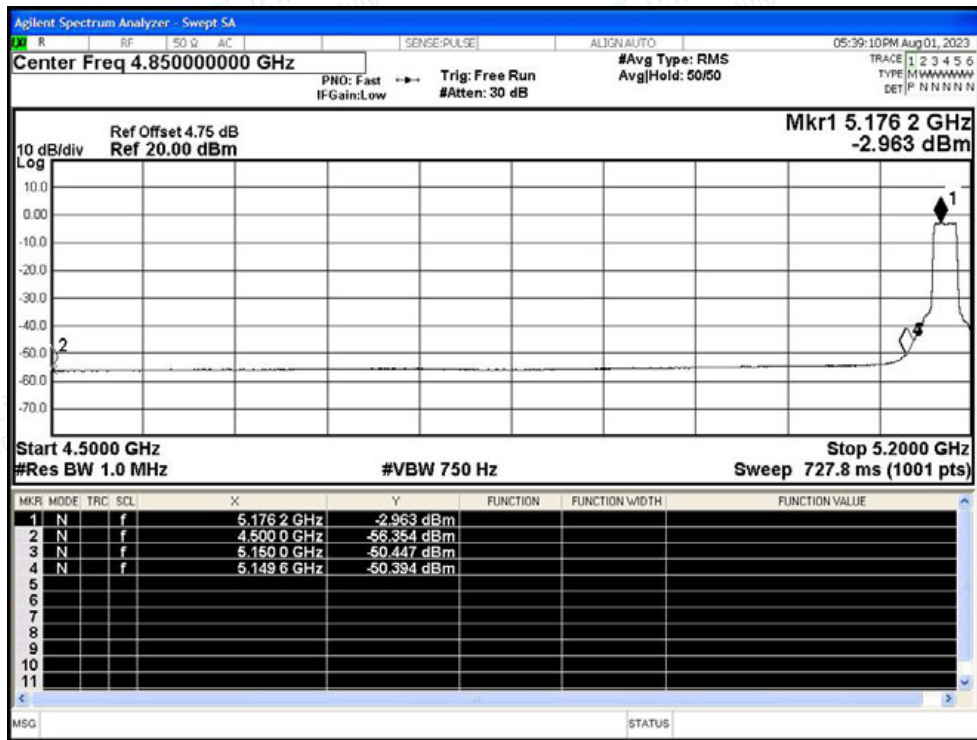 Agilent Spectrum Analyzer - Swept SA
LXI R RF 50 Ω AC SENSE:PULSE ALIGNAUTO 05:39:10PM Aug 01, 2023
Center Freq 4.850000000 GHz
PNO: Fast
IFGain:Low
Trig: Free Run
#Atten: 30 dB
#Avg Type: RMS
Avg|Hold: 50/50
TRACE 1 2 3 4 5 6
TYPE M WWWWW
DET P N N N N N
Ref Offset 4.75 dB
10 dB/div Ref 20.00 dBm
Log
Mkr1 5.176 2 GHz
-2.963 dBm
10.0
0.00
-10.0
-20.0
-30.0
-40.0
-50.0
-60.0
-70.0
1
2
Start 4.5000 GHz Stop 5.2000 GHz
#Res BW 1.0 MHz #VBW 750 Hz Sweep 727.8 ms (1001 pts)
MKR MODE TRC SCL X Y FUNCTION FUNCTION WIDTH FUNCTION VALUE
1 N f 5.176 2 GHz -2.963 dBm
2 N f 4.500 0 GHz -56.354 dBm
3 N f 5.150 0 GHz -50.447 dBm
4 N f 5.149 6 GHz -50.394 dBm
5
6
7
8
9
10
11
MSG STATUS